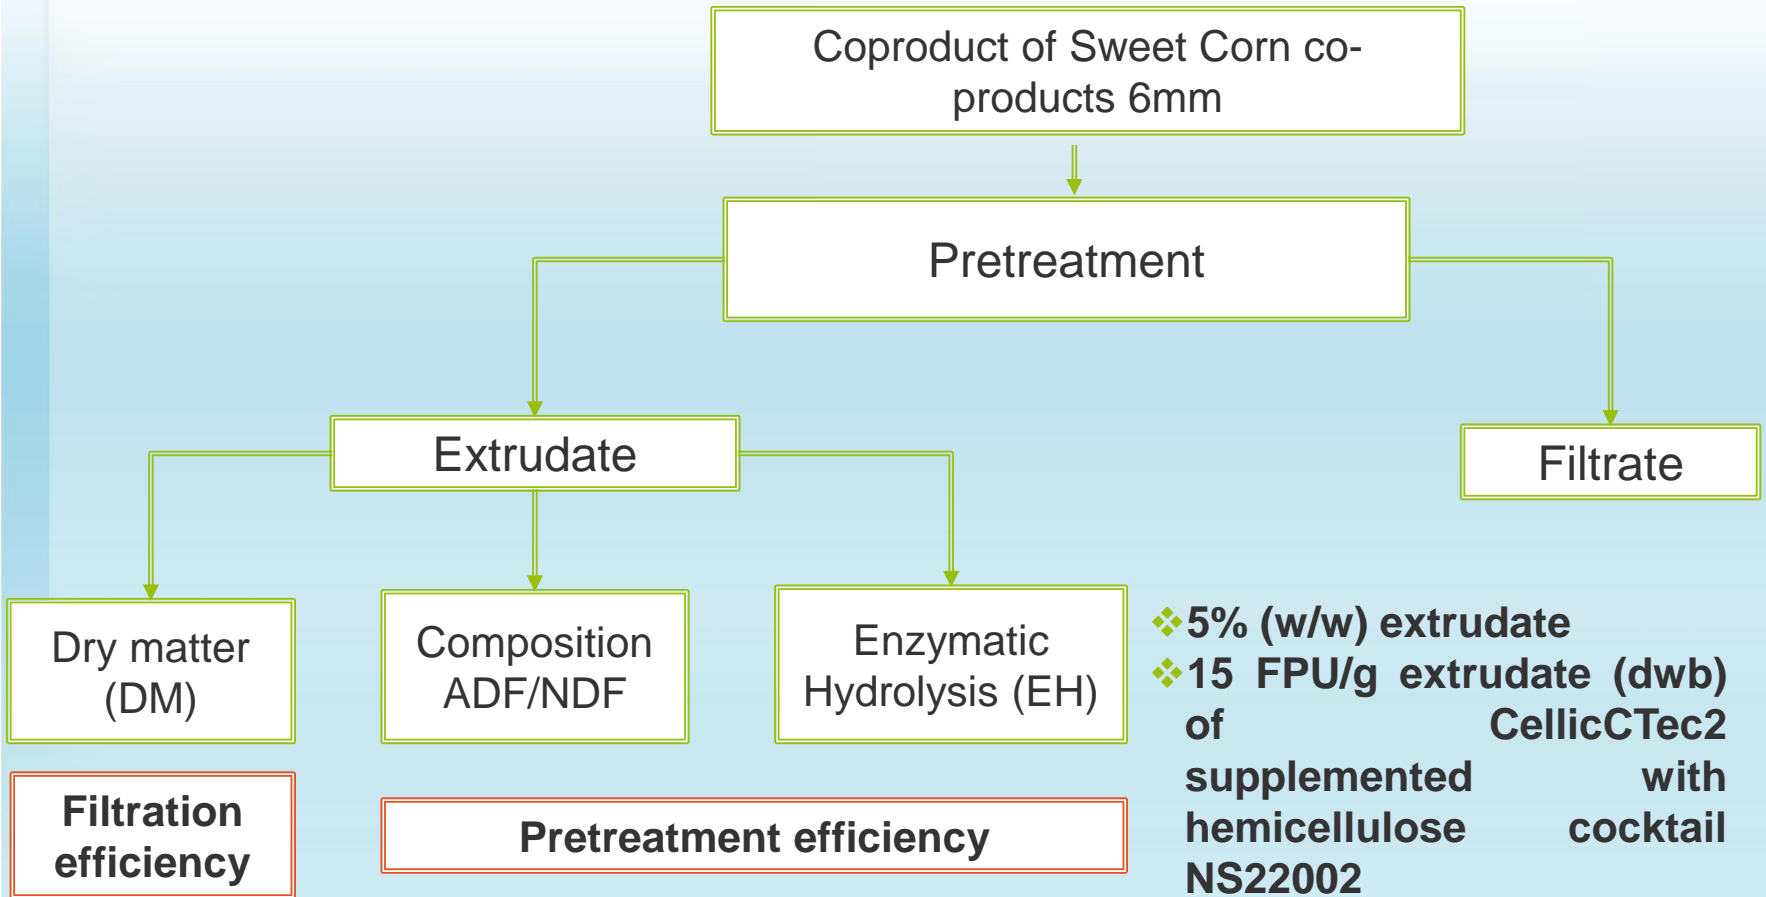 Coproduct of Sweet Corn co-
products 6mm
Pretreatment
Extrudate
Filtrate
Dry matter
(DM)
Composition
ADF/NDF
Enzymatic
Hydrolysis (EH)
❖5% (w/w) extrudate
❖15 FPU/g extrudate (dwb)
of CellicCTec2
supplemented with
hemicellulose cocktail
NS22002
Filtration
efficiency
Pretreatment efficiency